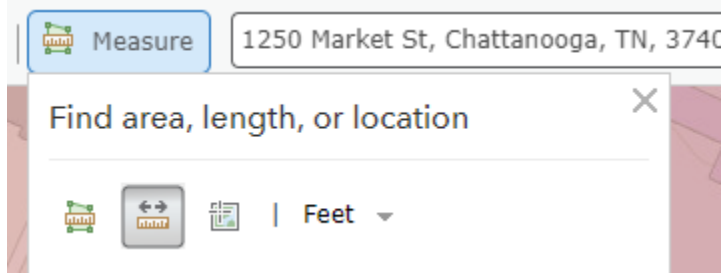 Measure
1250 Market St, Chattanooga, TN, 3740
Find area, length, or location
Feet